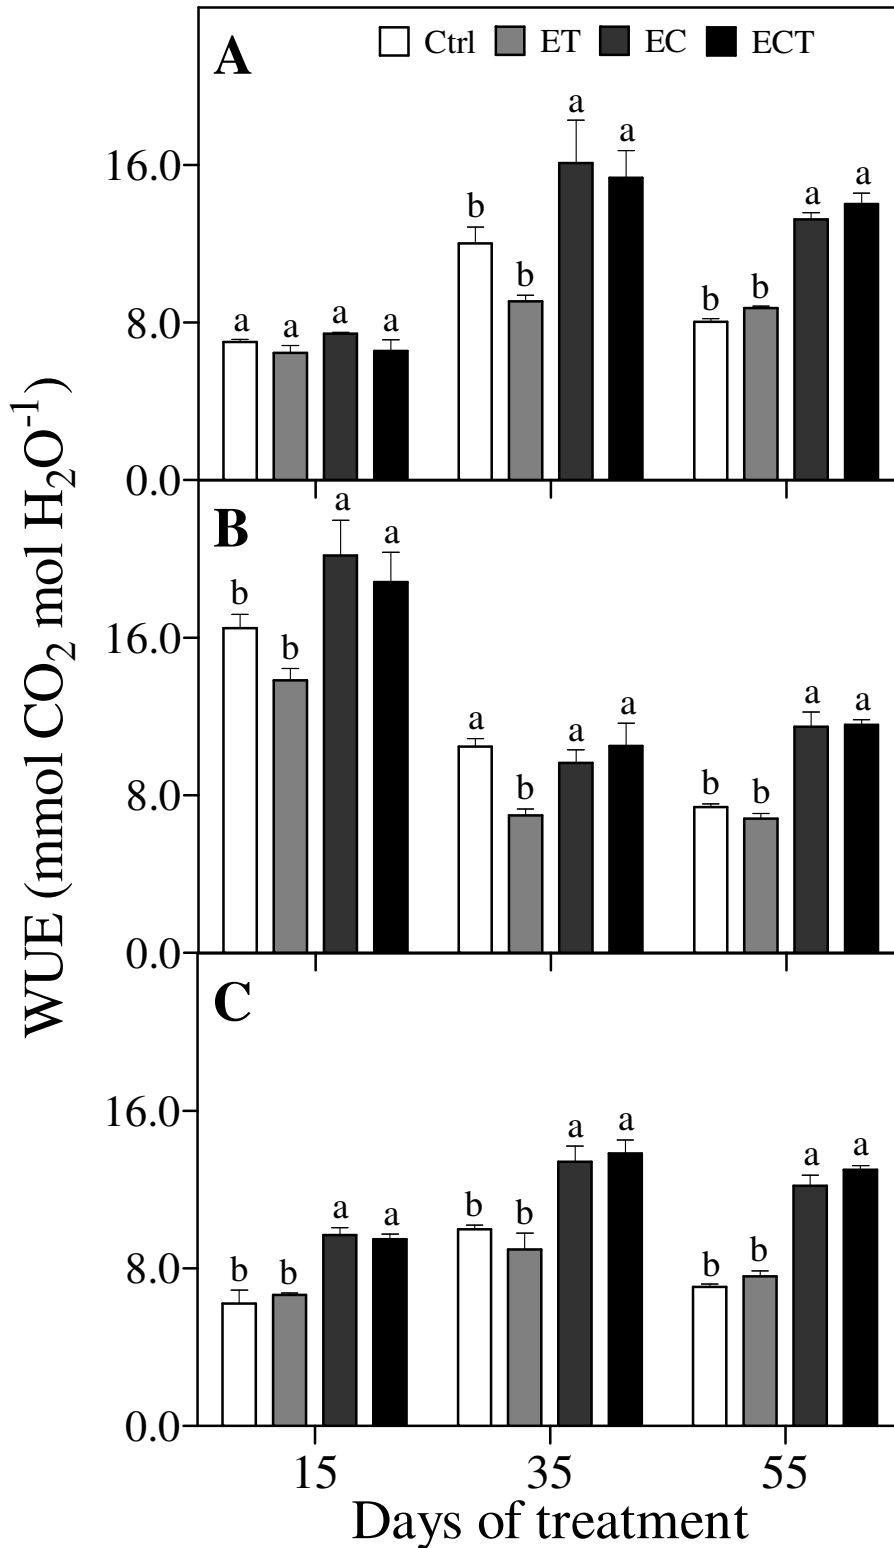 A
Ctrl ET EC ECT
WUE (mmol CO₂ mol H₂O⁻¹)
16.0
8.0
0.0
a a a a
b b a a
b b a a
B
16.0
8.0
0.0
b b a a
a b a a
b b a a
C
16.0
8.0
0.0
b b a a
b b a a
b b a a
15 35 55
Days of treatment